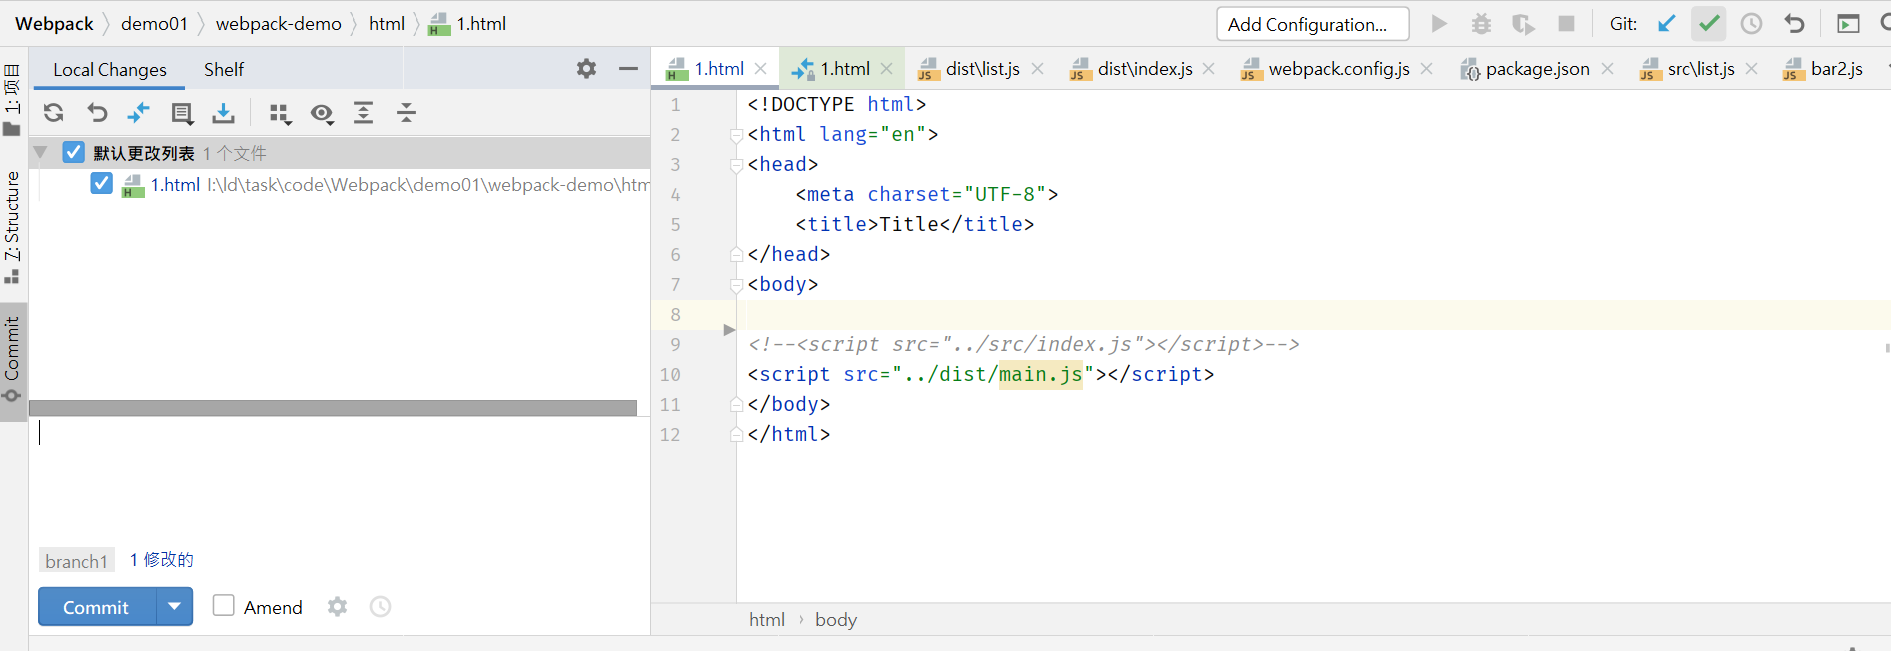 Webpack 〉 demo01 〉 webpack-demo 〉 html 〉 1.html
Add Configuration...
Git:
1: 项目
Z: Structure
Commit
Local Changes
Shelf
默认更改列表 1 个文件
1.html I:\ld\task\code\Webpack\demo01\webpack-demo\htm
branch1
1 修改的
Commit
Amend
1.html
1.html
dist\list.js
dist\index.js
webpack.config.js
package.json
src\list.js
bar2.js
1 <!DOCTYPE html>
2 <html lang="en">
3 <head>
4 <meta charset="UTF-8">
5 <title>Title</title>
6 </head>
7 <body>
8
9 <!--<script src="../src/index.js"></script>-->
10 <script src="../dist/main.js"></script>
11 </body>
12 </html>
html › body